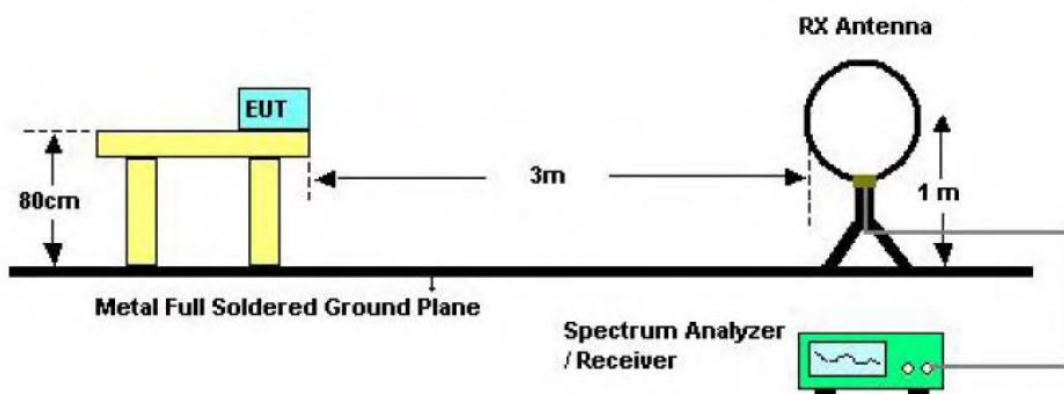 RX Antenna
EUT
3m
80cm
1 m
Metal Full Soldered Ground Plane
Spectrum Analyzer
/ Receiver